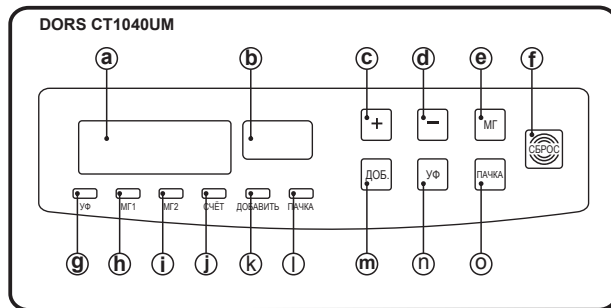 DORS CT1040UM
a b c d e f
+ − МГ
СБРОС
ДОБ. УФ ПАЧКА
УФ МГ1 МГ2 СЧЁТ ДОБАВИТЬ ПАЧКА
g h i j k l m n o